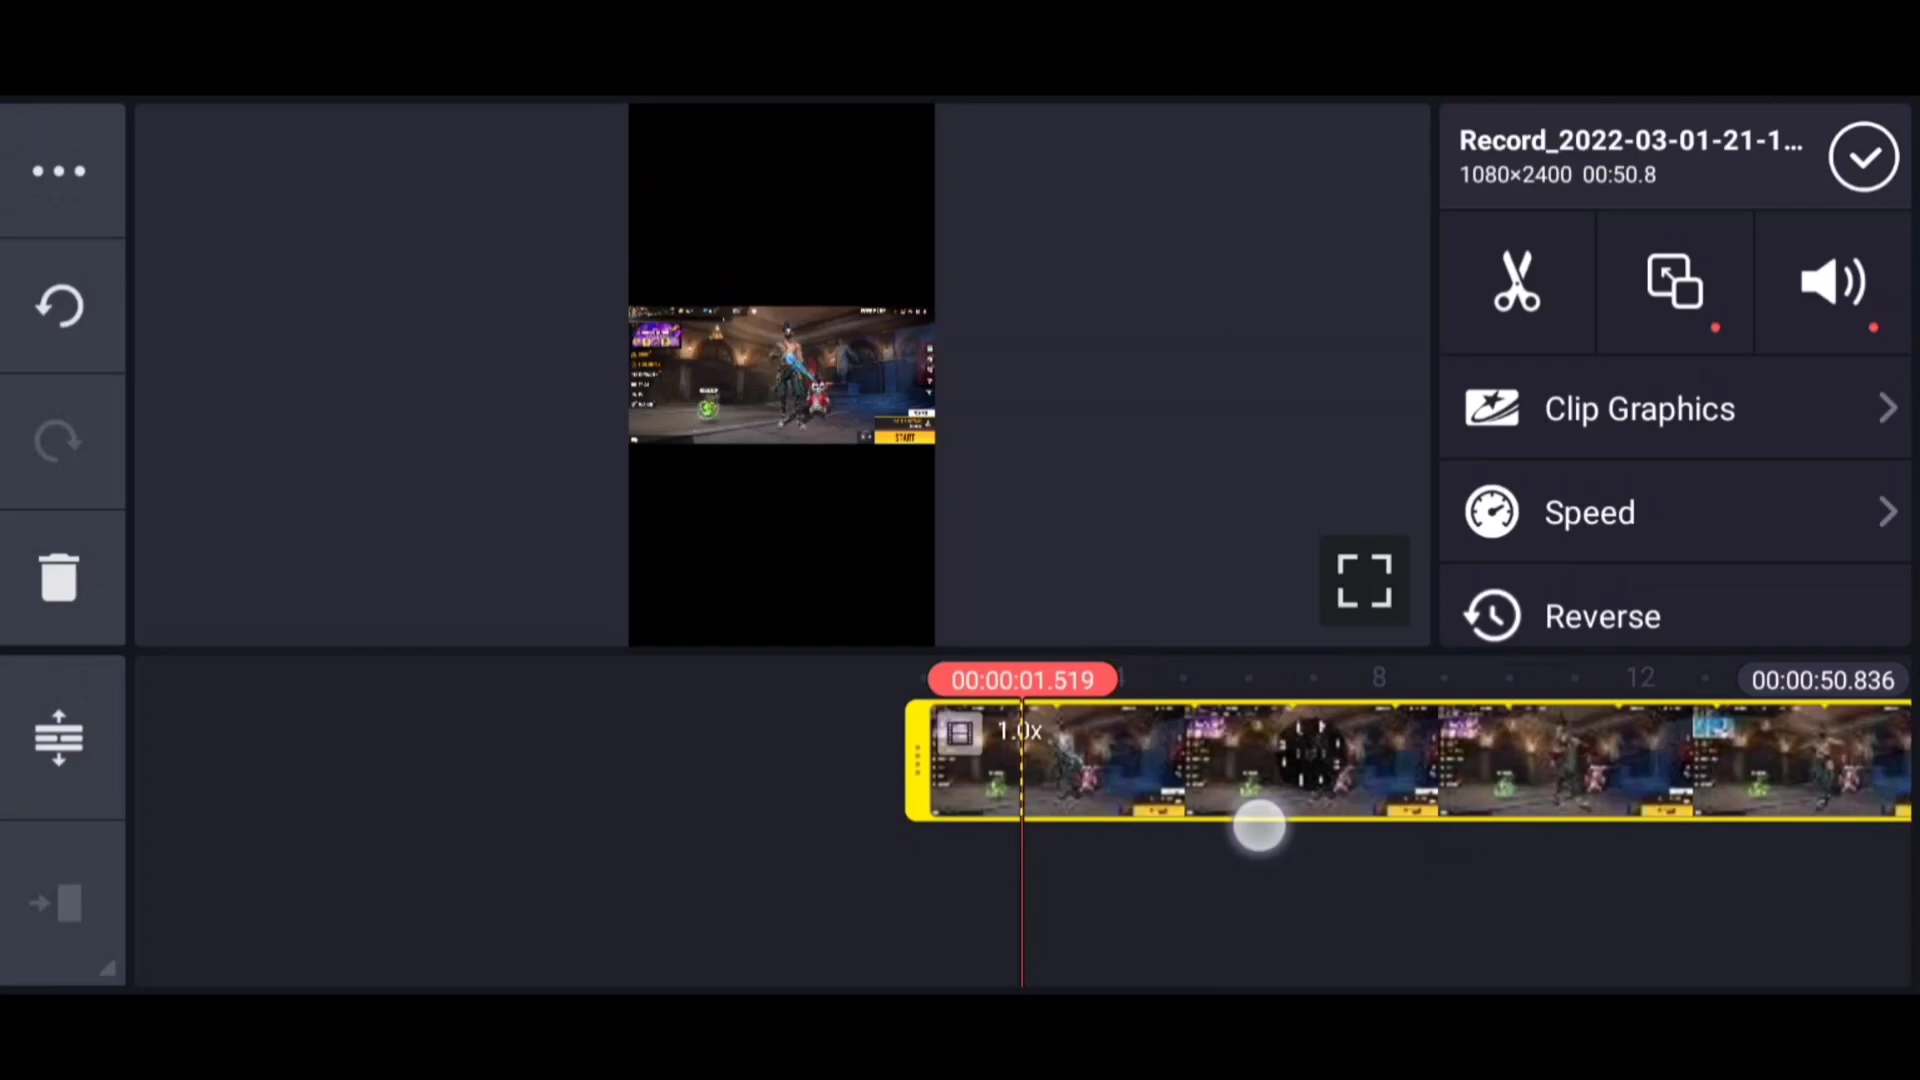 Record_2022-03-01-21-1...
1080×2400 00:50.8
Clip Graphics
Speed
Reverse
START
00:00:01.519
8
12
00:00:50.836
1.0x